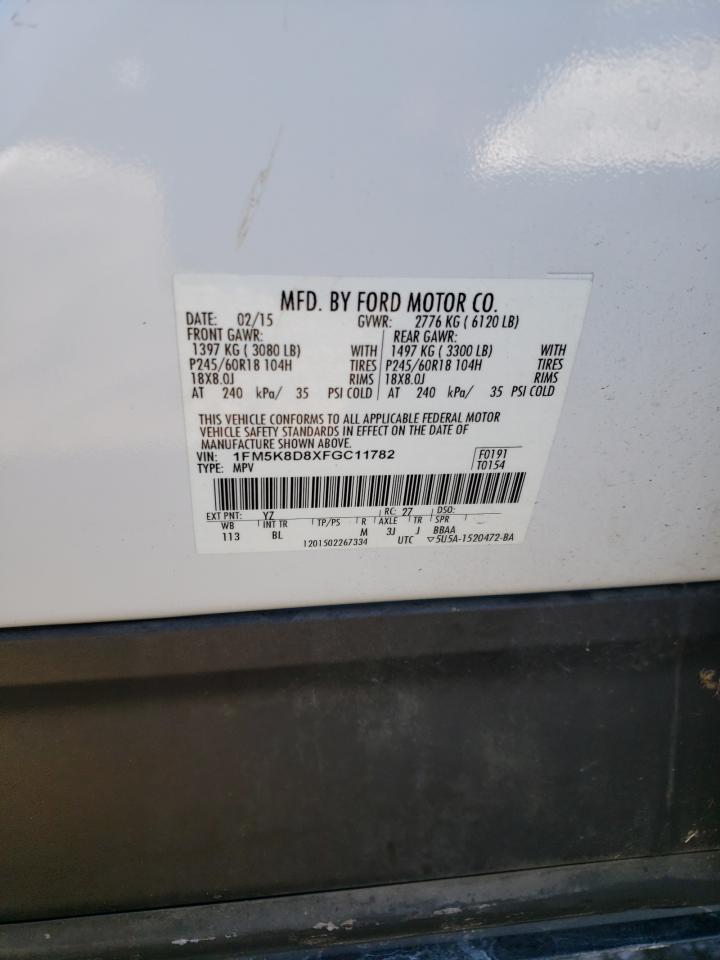 MFD. BY FORD MOTOR CO.
DATE: 02/15 GVWR: 2776 KG ( 6120 LB)
FRONT GAWR: REAR GAWR:
1397 KG ( 3080 LB) WITH 1497 KG ( 3300 LB) WITH
P245/60R18 104H TIRES P245/60R18 104H TIRES
18X8.0J RIMS 18X8.0J RIMS
AT 240 kPa/ 35 PSI COLD AT 240 kPa/ 35 PSI COLD
THIS VEHICLE CONFORMS TO ALL APPLICABLE FEDERAL MOTOR
VEHICLE SAFETY STANDARDS IN EFFECT ON THE DATE OF
MANUFACTURE SHOWN ABOVE.
VIN: 1FM5K8D8XFGC11782 F0191
TYPE: MPV T0154
EXT PNT: YZ RC: 27 DSO:
WB INT TR TP/PS R AXLE TR SPR
113 BL M 3J J BBAA
1201502267334 UTC ▽5U5A-1520472-BA